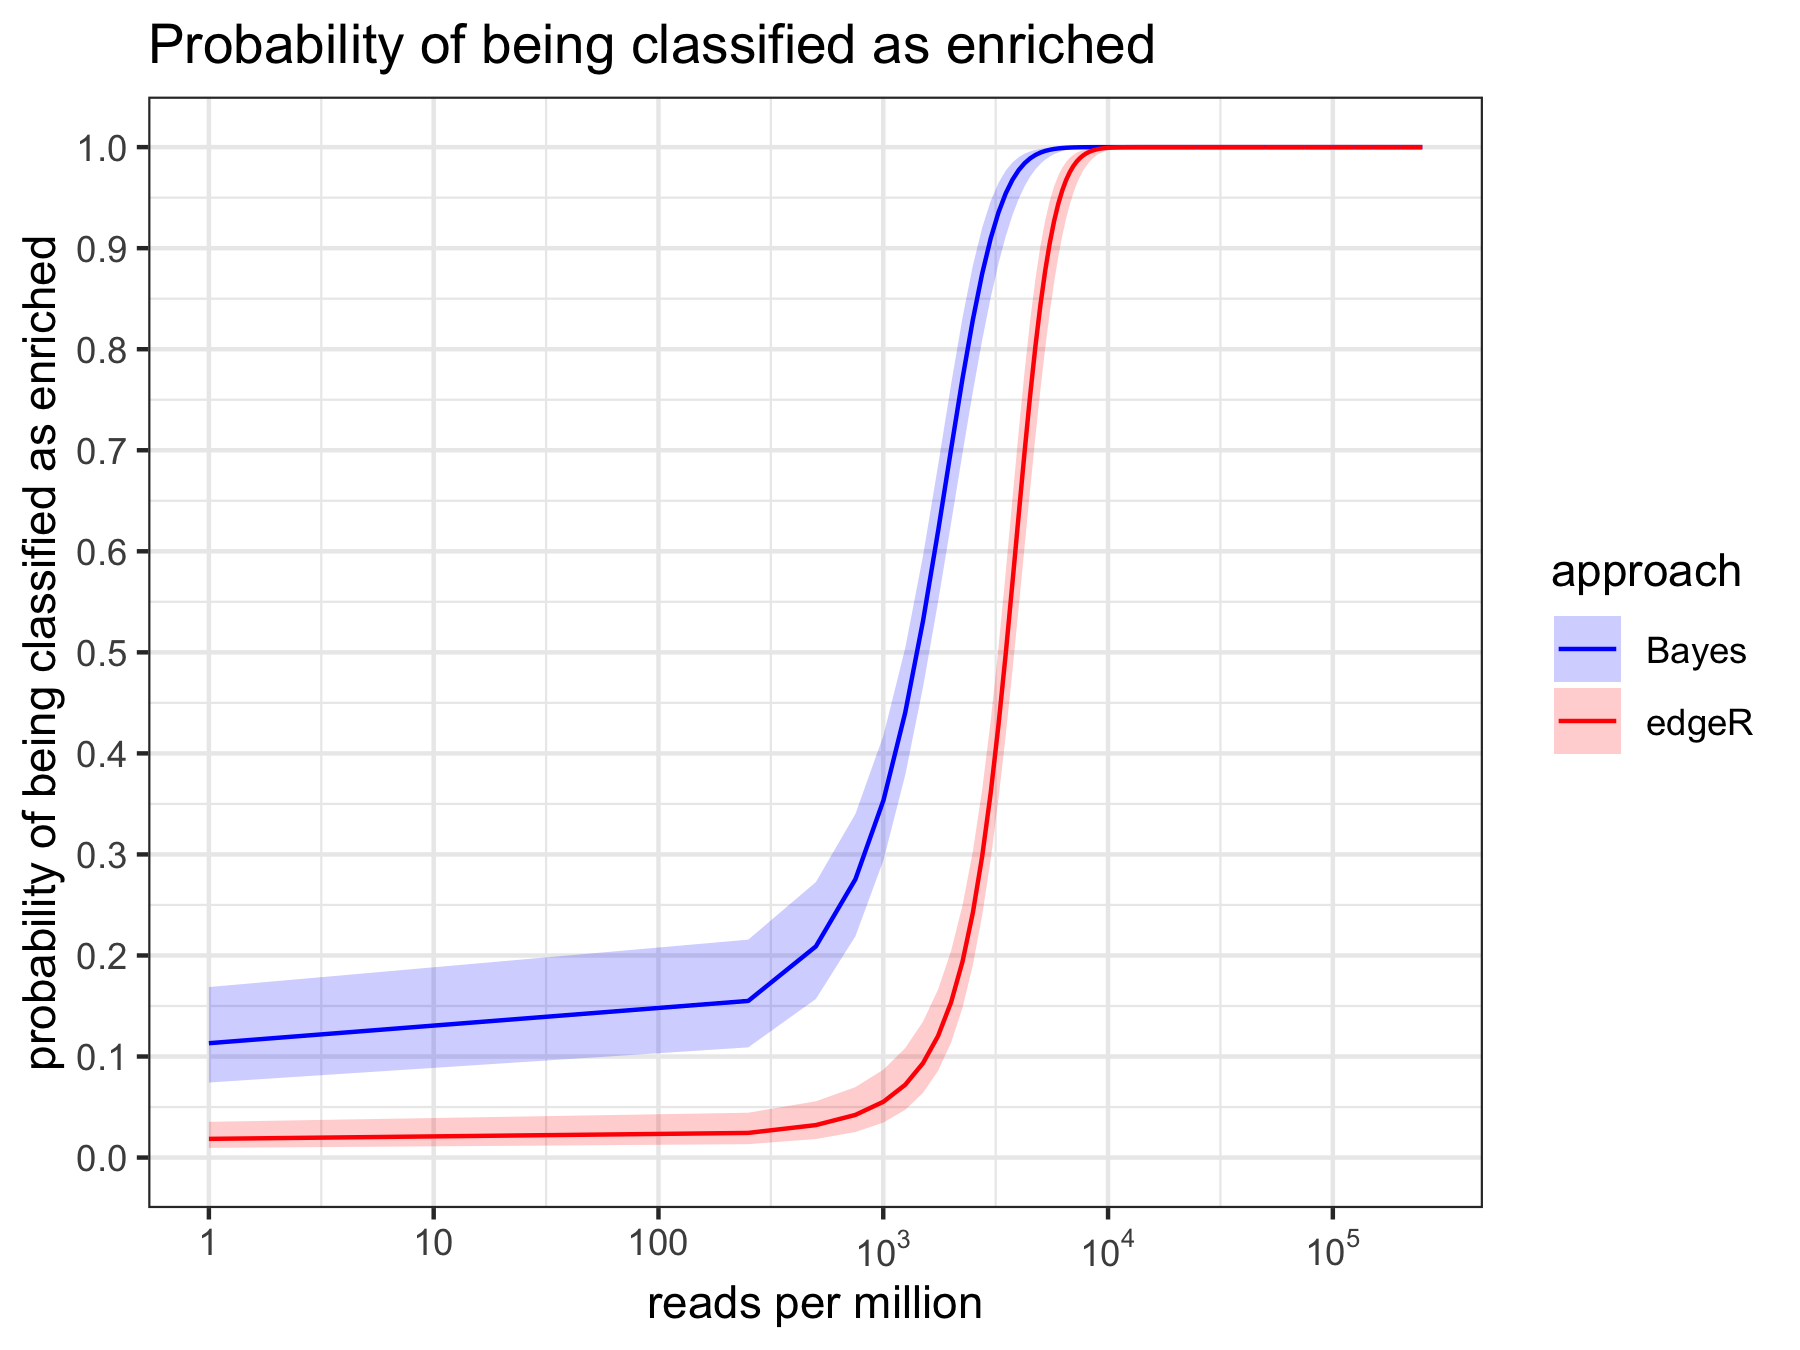 Probability of being classified as enriched
probability of being classified as enriched
1.0
0.9
0.8
0.7
0.6
0.5
0.4
0.3
0.2
0.1
0.0
1 10 100 10³ 10⁴ 10⁵
reads per million
approach
Bayes
edgeR